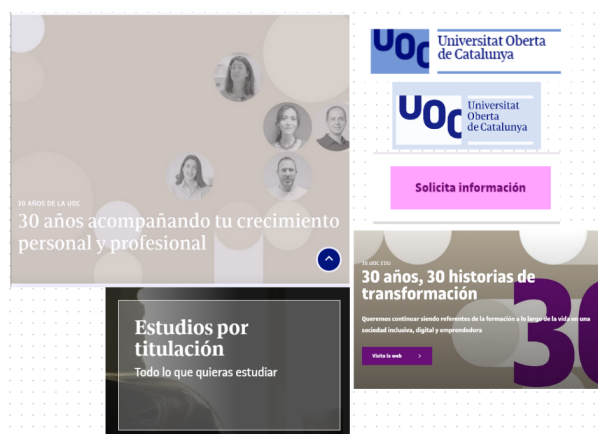 30 AÑOS DE LA UOC
30 años acompañando tu crecimiento
personal y profesional
UOC
Universitat Oberta
de Catalunya
UOC
Universitat
Oberta
de Catalunya
Solicita información
30.UOC.EDU
30 años, 30 historias de
transformación
Queremos continuar siendo referentes de la formación a lo largo de la vida en una
sociedad inclusiva, digital y emprendedora
Visita la web
30
Estudios por
titulación
Todo lo que quieras estudiar